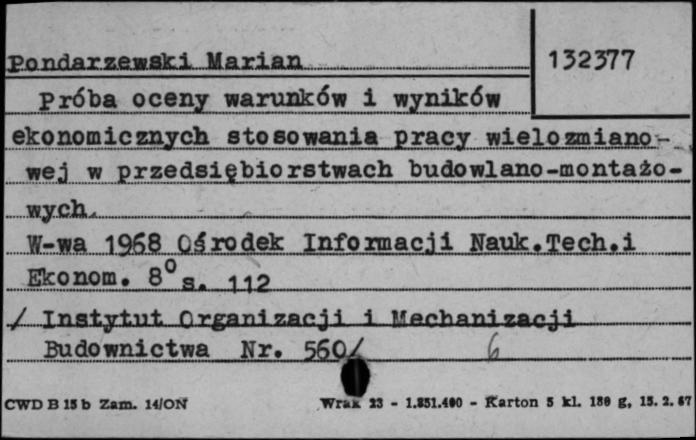 Pondarzewski Marian
132377
Próba oceny warunków i wyników
ekonomicznych stosowania pracy wielozmiano-
wej w przedsiębiorstwach budowlano-montażo-
wych.
W-wa 1968 Ośrodek Informacji Nauk.Tech.i
Ekonom. 8° s. 112
/ Instytut Organizacji i Mechanizacji
Budownictwa Nr. 560/ 6
CWD B 15 b Zam. 14/ON Wrak 23 - 1.851.400 - Karton 5 kl. 180 g, 15. 2. 67